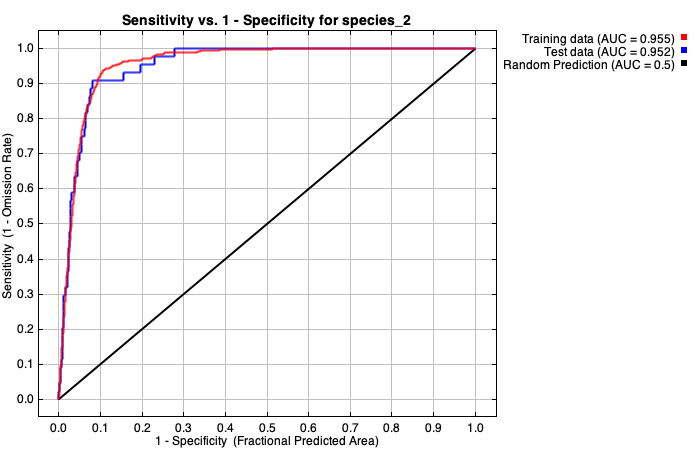 Sensitivity vs. 1 - Specificity for species_2
Training data (AUC = 0.955)
Test data (AUC = 0.952)
Random Prediction (AUC = 0.5)
Sensitivity (1 - Omission Rate)
1.0
0.9
0.8
0.7
0.6
0.5
0.4
0.3
0.2
0.1
0.0
0.0 0.1 0.2 0.3 0.4 0.5 0.6 0.7 0.8 0.9 1.0
1 - Specificity (Fractional Predicted Area)